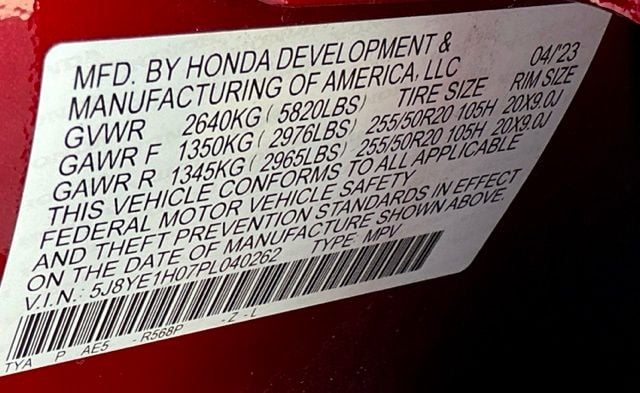 MFD. BY HONDA DEVELOPMENT & 04/'23
MANUFACTURING OF AMERICA, LLC
GVWR 2640KG ( 5820LBS) TIRE SIZE RIM SIZE
GAWR F 1350KG ( 2976LBS) 255/50R20 105H 20X9.0J
GAWR R 1345KG ( 2965LBS) 255/50R20 105H 20X9.0J
THIS VEHICLE CONFORMS TO ALL APPLICABLE
FEDERAL MOTOR VEHICLE SAFETY
AND THEFT PREVENTION STANDARDS IN EFFECT
ON THE DATE OF MANUFACTURE SHOWN ABOVE.
V.I.N.: 5J8YE1H07PL040262 TYPE: MPV
TYA P AE5 -R568P -Z-L